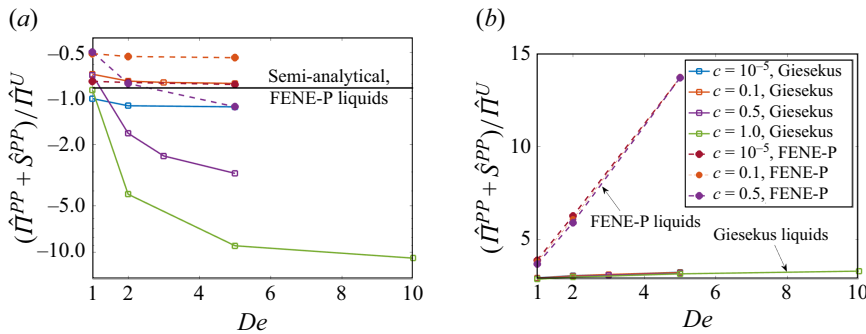 (a)
(Π̂^PP + Ŝ^PP)/Π̂^U
−0.5
−1.0
−2.0
−5.0
−10.0
Semi-analytical,
FENE-P liquids
1 2 4 6 8 10
De
(b)
(Π̂^PP + Ŝ^PP)/Π̂^U
15
10
5
c = 10⁻⁵, Giesekus
c = 0.1, Giesekus
c = 0.5, Giesekus
c = 1.0, Giesekus
c = 10⁻⁵, FENE-P
c = 0.1, FENE-P
c = 0.5, FENE-P
FENE-P liquids
Giesekus liquids
1 2 4 6 8 10
De